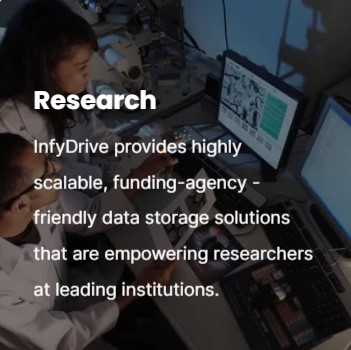 Research
InfyDrive provides highly
scalable, funding-agency -
friendly data storage solutions
that are empowering researchers
at leading institutions.